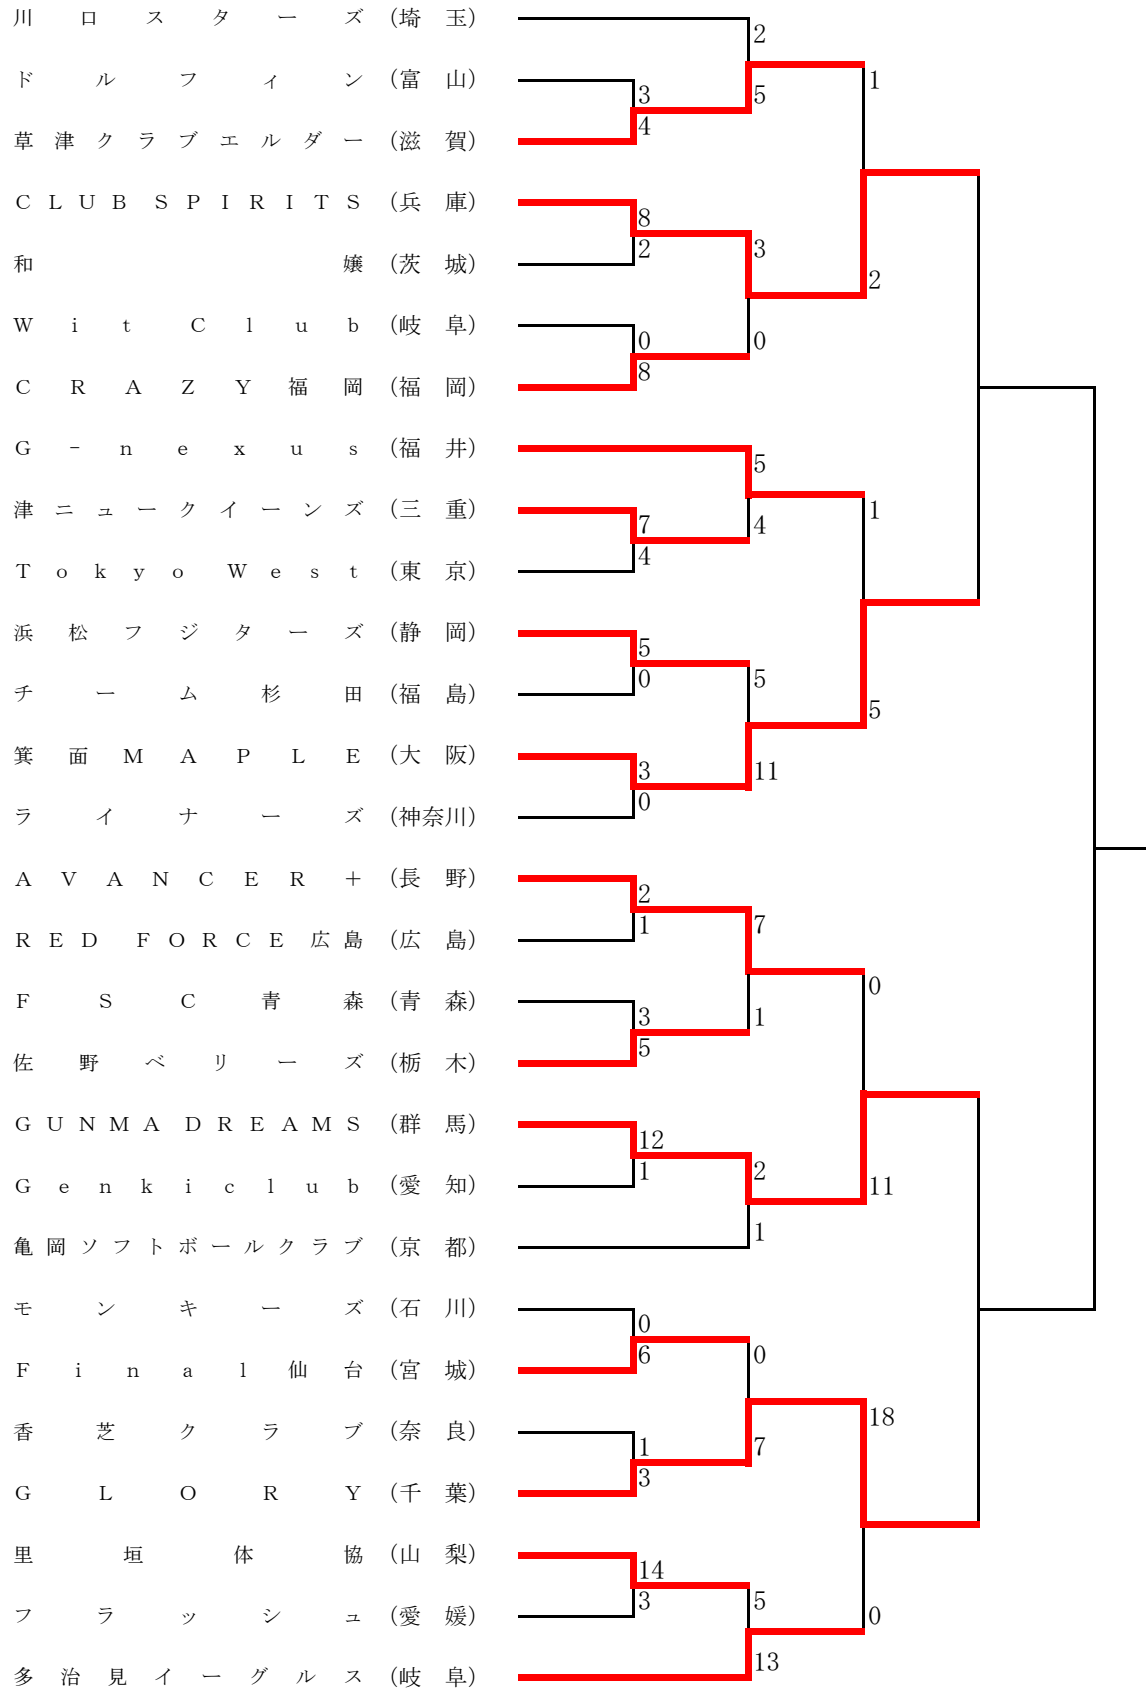 川口スターズ（埼玉）
2
ドルフィン（富山）
1
3
5
4
草津クラブエルダー（滋賀）
CLUB SPIRITS（兵庫）
8
2
3
和嬢（茨城）
2
Wit Club（岐阜）
0
0
8
CRAZY福岡（福岡）
G-nexus（福井）
5
津ニュークイーンズ（三重）
1
7
4
4
Tokyo West（東京）
浜松フジターズ（静岡）
5
0
5
チーム杉田（福島）
5
箕面MAPLE（大阪）
3
11
0
ライナーズ（神奈川）
AVANCER+（長野）
2
1
7
RED FORCE広島（広島）
0
FSC青森（青森）
3
1
5
佐野ベリーズ（栃木）
GUNMA DREAMS（群馬）
12
1
2
Genkiclub（愛知）
11
1
亀岡ソフトボールクラブ（京都）
モンキーズ（石川）
0
6
0
Final仙台（宮城）
18
香芝クラブ（奈良）
1
7
3
GLORY（千葉）
里垣体協（山梨）
14
3
5
フラッシュ（愛媛）
0
13
多治見イーグルス（岐阜）